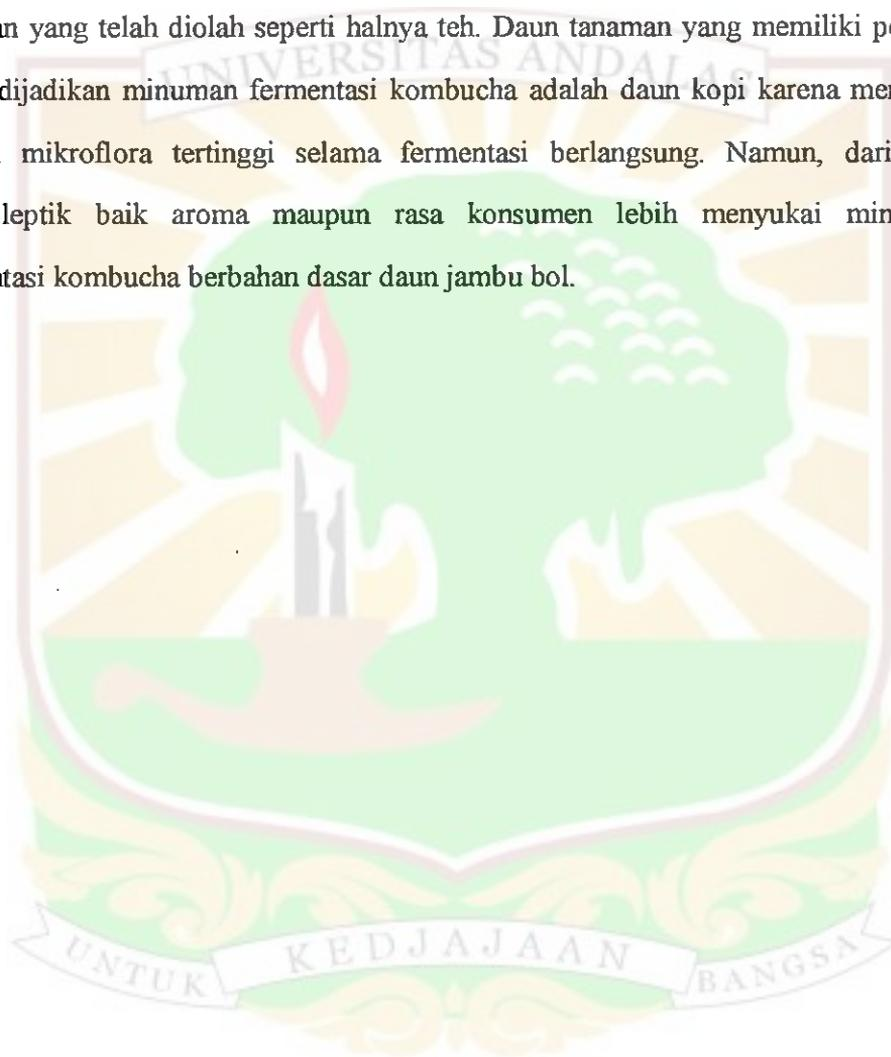 n yang telah diolah seperti halnya teh. Daun tanaman yang memiliki p
dijadikan minuman fermentasi kombucha adalah daun kopi karena me
mikroflora tertinggi selama fermentasi berlangsung. Namun, dari
leptik baik aroma maupun rasa konsumen lebih menyukai min
tasi kombucha berbahan dasar daun jambu bol.
UNIVERSITAS ANDALAS
UNTUK KEDJAJAAN BANGSA